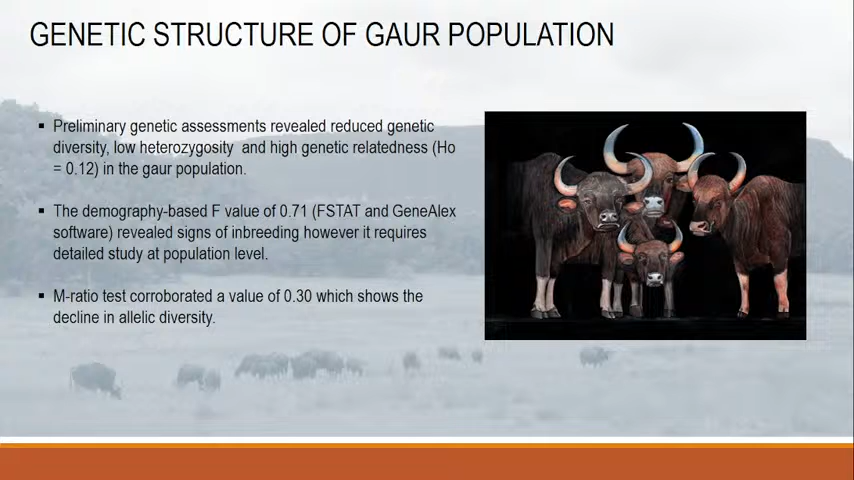 GENETIC STRUCTURE OF GAUR POPULATION
▪ Preliminary genetic assessments revealed reduced genetic
diversity, low heterozygosity and high genetic relatedness (Ho
= 0.12) in the gaur population.
▪ The demography-based F value of 0.71 (FSTAT and GeneAlex
software) revealed signs of inbreeding however it requires
detailed study at population level.
▪ M-ratio test corroborated a value of 0.30 which shows the
decline in allelic diversity.